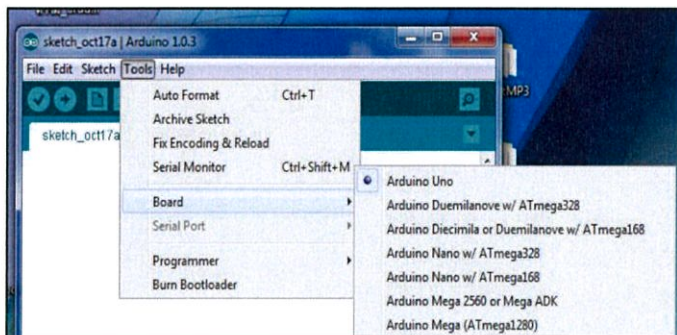 sketch_oct17a | Arduino 1.0.3
File Edit Sketch Tools Help
Auto Format Ctrl+T
Archive Sketch
Fix Encoding & Reload
Serial Monitor Ctrl+Shift+M
Board
Serial Port
Programmer
Burn Bootloader
sketch_oct17a
MP3
Arduino Uno
Arduino Duemilanove w/ ATmega328
Arduino Diecimila or Duemilanove w/ ATmega168
Arduino Nano w/ ATmega328
Arduino Nano w/ ATmega168
Arduino Mega 2560 or Mega ADK
Arduino Mega (ATmega1280)